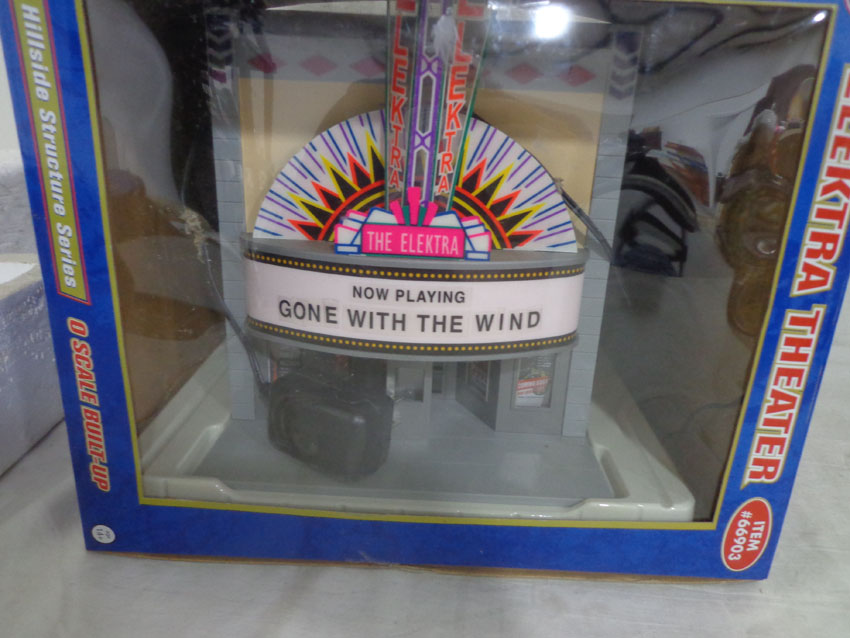 Hillside Structure Series
O SCALE BUILT-UP
ELEKTRA
ELEKTRA
THE ELEKTRA
NOW PLAYING
GONE WITH THE WIND
ELEKTRA THEATER
ITEM
#66903